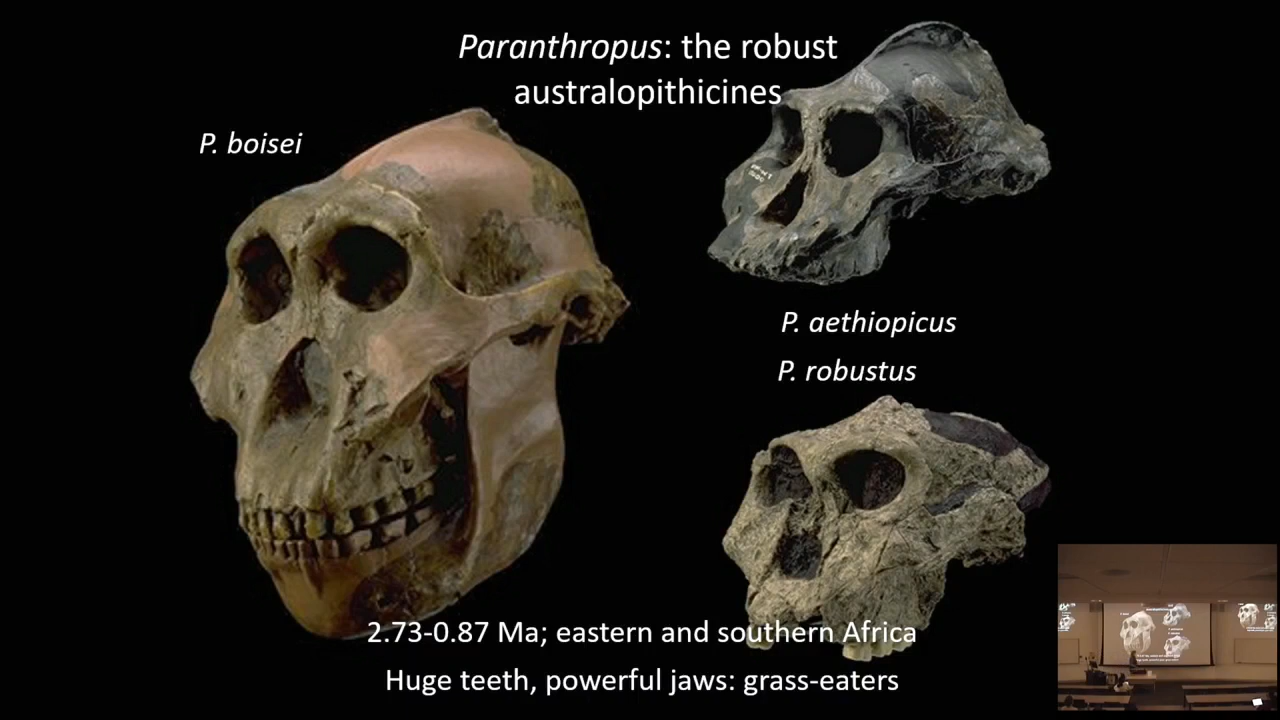 Paranthropus: the robust
australopithicines
P. boisei
P. aethiopicus
P. robustus
2.73-0.87 Ma; eastern and southern Africa
Huge teeth, powerful jaws: grass-eaters